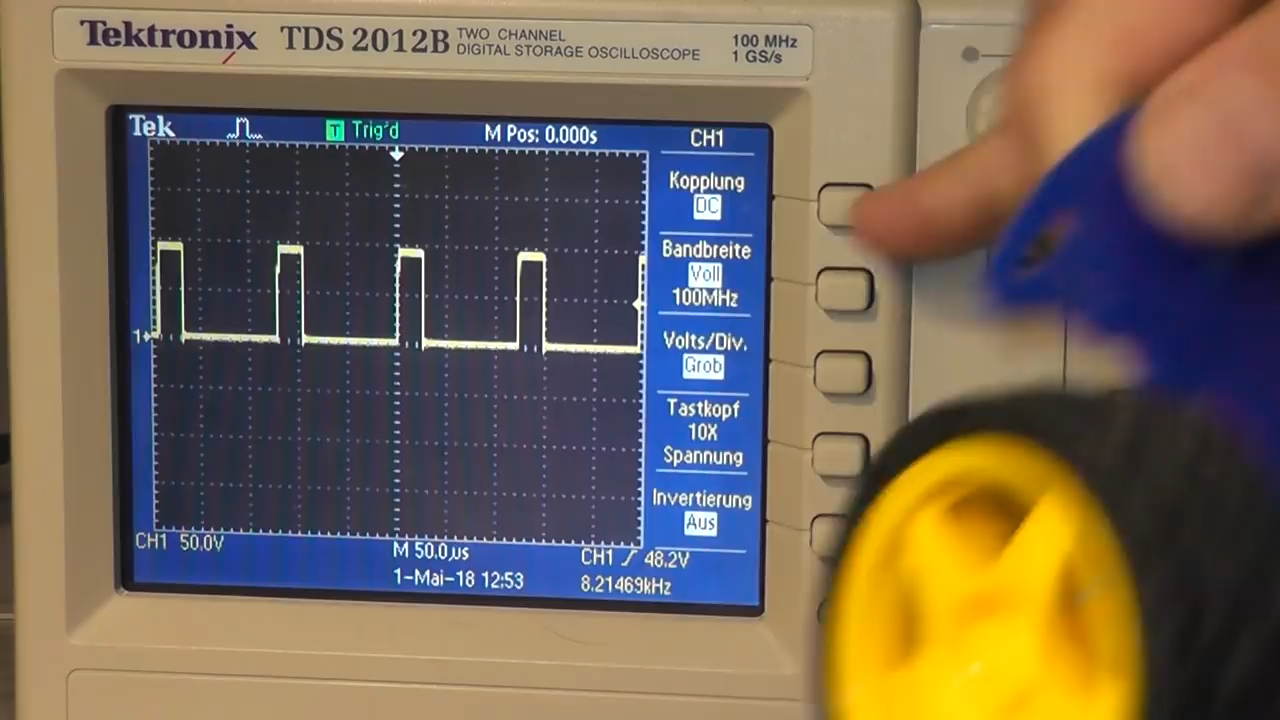 Tektronix TDS 2012B TWO CHANNEL DIGITAL STORAGE OSCILLOSCOPE 100 MHz 1 GS/s
Tek T Trig'd M Pos: 0.000s CH1
Kopplung
DC
Bandbreite
Voll
100MHz
1
Volts/Div.
Grob
Tastkopf
10X
Spannung
Invertierung
Aus
CH1 50.0V M 50.0µs CH1 48.2V
1-Mai-18 12:53 8.21469kHz